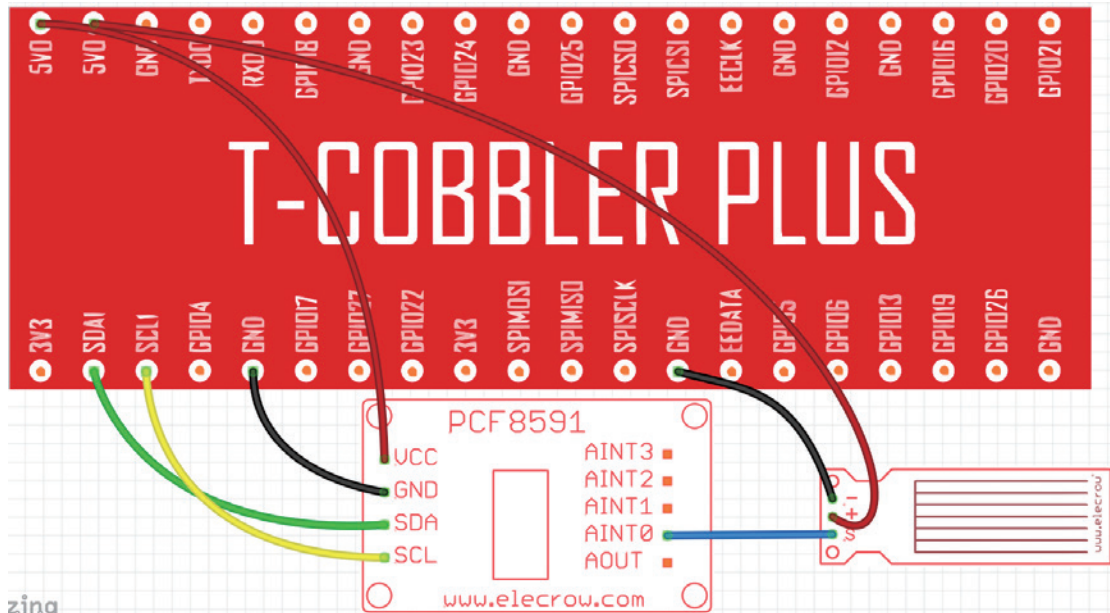 5V0
5V0
GND
TXD0
RXD0
GPIO18
GND
GPIO23
GPIO24
GND
GPIO25
SPICS0
SPICS1
EECLK
GND
GPIO12
GND
GPIO16
GPIO20
GPIO21
T-COBBLER PLUS
3V3
SDA1
SCL1
GPIO4
GND
GPIO17
GPIO27
GPIO22
3V3
SPIMOSI
SPIMISO
SPISCLK
GND
EEDATA
GPIO6
GPIO13
GPIO19
GPIO26
GND
PCF8591
VCC
GND
SDA
SCL
AINT3
AINT2
AINT1
AINT0
AOUT
www.elecrow.com
-
+
S
www.elecrow
zing